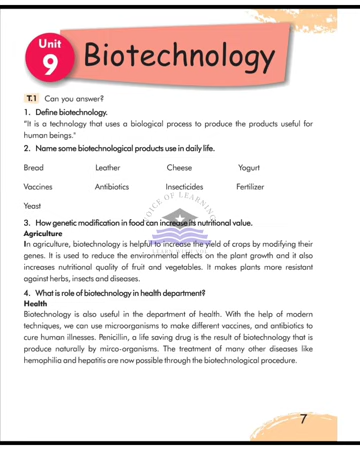 Unit
9
Biotechnology
T.1 Can you answer?
1. Define biotechnology.
"It is a technology that uses a biological process to produce the products useful for
human beings."
2. Name some biotechnological products use in daily life.
Bread Leather Cheese Yogurt
Vaccines Antibiotics Insecticides Fertilizer
Yeast
3. How genetic modification in food can increase its nutritional value.
Agriculture
In agriculture, biotechnology is helpful to increase the yield of crops by modifying their
genes. It is used to reduce the environmental effects on the plant growth and it also
increases nutritional quality of fruit and vegetables. It makes plants more resistant
against herbs, insects and diseases.
4. What is role of biotechnology in health department?
Health
Biotechnology is also useful in the department of health. With the help of modern
techniques, we can use microorganisms to make different vaccines, and antibiotics to
cure human illnesses. Penicillin, a life saving drug is the result of biotechnology that is
produce naturally by mirco-organisms. The treatment of many other diseases like
hemophilia and hepatitis are now possible through the biotechnological procedure.
7